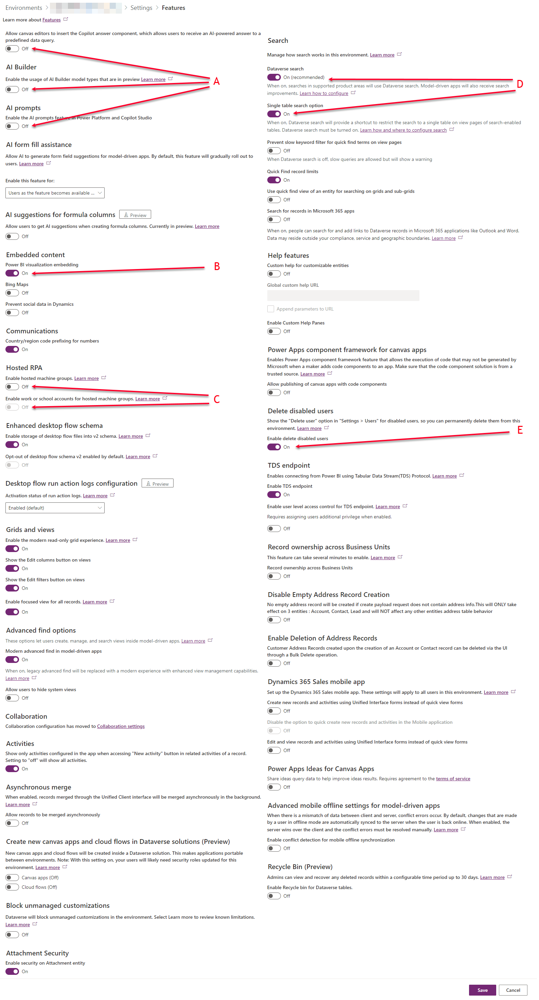 Environments > > Settings > Features
Learn more about Features
Allow canvas editors to insert the Copilot answer component, which allows users to receive an AI-powered answer to a
predefined data query.
Off
AI Builder
Enable the usage of AI Builder model types that are in preview Learn more
Off
AI prompts
Enable the AI prompts feature in Power Platform and Copilot Studio
Off
A
AI form fill assistance
Allow AI to generate form field suggestions for model-driven apps. By default, this feature will gradually roll out to
users. Learn more
Enable this feature for:
Users as the feature becomes available ...
AI suggestions for formula columns Preview
Allow users to get AI suggestions when creating formula columns. Currently in preview. Learn more
Off
Embedded content
Power BI visualization embedding
On
B
Bing Maps
Off
Prevent social data in Dynamics
Off
Communications
Country/region code prefixing for numbers
On
Hosted RPA
Enable hosted machine groups. Learn more
Off
Enable work or school accounts for hosted machine groups. Learn more
Off
C
Enhanced desktop flow schema
Enable storage of desktop flow files into v2 schema. Learn more
On
Opt-out of desktop flow schema v2 enabled by default. Learn more
Off
Desktop flow run action logs configuration Preview
Activation status of run action logs. Learn more
Enabled (default)
Grids and views
Enable the modern read-only grid experience. Learn more
On
Show the Edit columns button on views
On
Show the Edit filters button on views
On
Enable focused view for all records. Learn more
On
Advanced find options
These options let users create, manage, and search views inside model-driven apps. Learn more
Modern advanced find in model-driven apps
On
When on, legacy advanced find will be replaced with a modern experience with enhanced view management capabilities.
Learn more
Allow users to hide system views
Off
Collaboration
Collaboration configuration has moved to Collaboration settings
Activities
Show only activities configured in the app when accessing "New activity" button in related activities of a record.
Setting to "off" will show all activities.
On
Asynchronous merge
When enabled, records merged through the Unified Client interface will be merged asynchronously in the background.
Learn more
Allow records to be merged asynchronously
Off
Create new canvas apps and cloud flows in Dataverse solutions (Preview)
New canvas apps and cloud flows will be created inside a Dataverse solution. This makes applications portable
between environments. Note: With this setting on, your users will likely need security roles updated for this
environment. Learn more
Canvas apps (Off)
Cloud flows (Off)
Block unmanaged customizations
Dataverse will block unmanaged customizations in the environment. Select Learn more to review known limitations.
Learn more
Off
Attachment Security
Enable security on Attachment entity
On
Search
Manage how search works in this environment. Learn more
Dataverse search
On (recommended)
When on, searches in supported product areas will use Dataverse search. Model-driven apps will also receive search
improvements. Learn how to configure
D
Single table search option
On
When on, Dataverse search will provide a shortcut to restrict the search to a single table on view pages of search-enabled
tables. Dataverse search must be turned on. Learn how and where to configure search
Prevent slow keyword filter for quick find terms on view pages
Off
When Dataverse search is off, slow queries are allowed but will show a warning
Quick Find record limits
On
Use quick find view of an entity for searching on grids and sub-grids
Off
Search for records in Microsoft 365 apps
Off
When on, people can search for and add links to Dataverse records in Microsoft 365 applications like Outlook and Word.
Data may reside outside your compliance, service and geographic boundaries. Learn more
Help features
Custom help for customizable entities
Off
Global custom help URL
Append parameters to URL
Enable Custom Help Panes
Off
Power Apps component framework for canvas apps
Enables Power Apps component framework feature that allows the execution of code that may not be generated by
Microsoft when a maker adds code components to an app. Make sure that the code component solution is from a
trusted source. Learn more
Allow publishing of canvas apps with code components
Off
Delete disabled users
Show the "Delete user" option in "Settings > Users" for disabled users, so you can permanently delete them from this
environment. Learn more
E
Enable delete disabled users
On
TDS endpoint
Enables connecting from Power BI using Tabular Data Stream(TDS) Protocol. Learn more
Enable TDS endpoint
On
Enable user level access control for TDS endpoint. Learn more
Requires assigning users additional privilege when enabled.
Off
Record ownership across Business Units
This feature can take several minutes to enable. Learn more
Record ownership across Business Units
Off
Disable Empty Address Record Creation
No empty address record will be created if create payload request does not contain address info.This will ONLY take
effect on 3 entities : Account, Contact, Lead and will NOT affect any other entities address table behavior
Off
Enable Deletion of Address Records
Customer Address Records created upon the creation of an Account or Contact record can be deleted via the UI
through a Bulk Delete operation.
Off
Dynamics 365 Sales mobile app
Set up the Dynamics 365 Sales mobile app. These settings will apply to all users in this environment. Learn more
Create new records and activities using Unified Interface forms instead of quick view forms
Off
Disable the option to quick create new records and activities in the Mobile application
Off
Edit and view records and activities using Unified Interface forms instead of quick view forms
Off
Power Apps Ideas for Canvas Apps
Share ideas query data to help improve ideas results. Requires agreement to the terms of service
Off
Advanced mobile offline settings for model-driven apps
When there is a mismatch of data between client and server, conflict errors occur. By default, changes that are made
by a user in offline mode are automatically synced to the server when the user is back online. When enabled, the
server wins over the client and the conflict errors must be resolved manually. Learn more
Enable conflict detection for mobile offline synchronization
Off
Recycle Bin (Preview)
Admins can view and recover any deleted records within a configurable time period up to 30 days. Learn more
Enable Recycle bin for Dataverse tables.
Off
Save Cancel